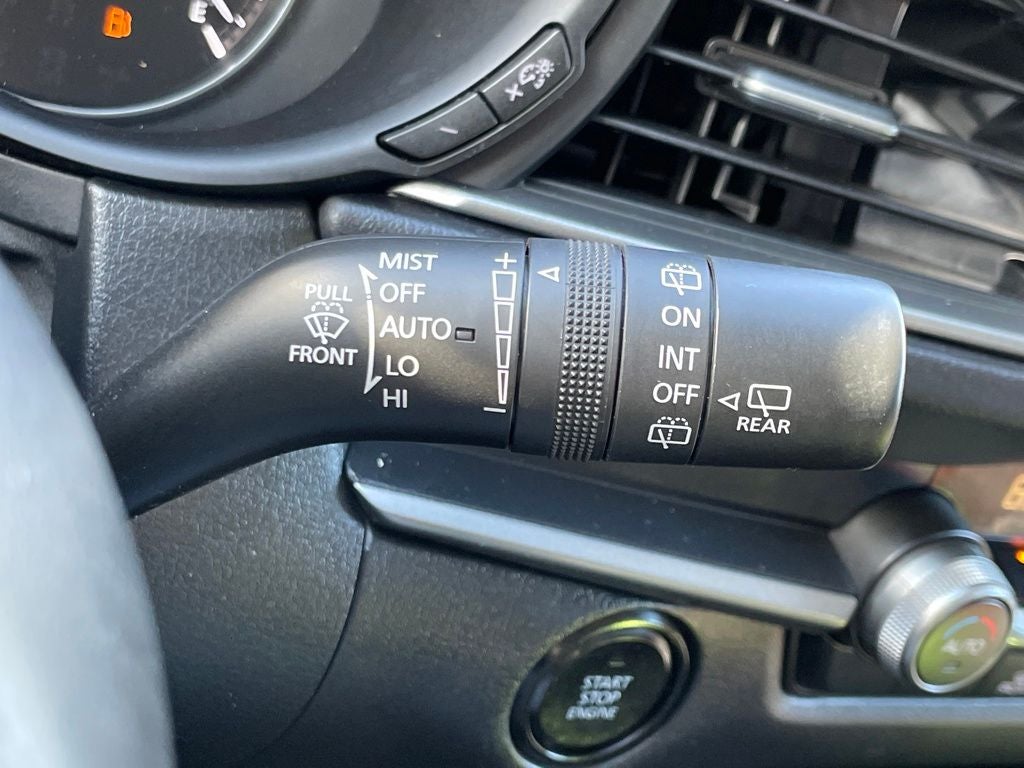 E
PULL
FRONT
MIST
OFF
AUTO
LO
HI
+
−
ON
INT
OFF
REAR
START
STOP
ENGINE
AUTO